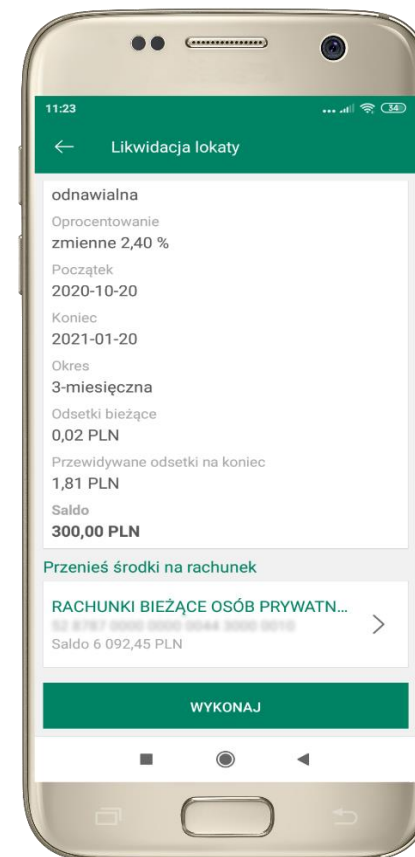 11:23
34
Likwidacja lokaty
odnawialna
Oprocentowanie
zmienne 2,40 %
Początek
2020-10-20
Koniec
2021-01-20
Okres
3-miesięczna
Odsetki bieżące
0,02 PLN
Przewidywane odsetki na koniec
1,81 PLN
Saldo
300,00 PLN
Przenieś środki na rachunek
RACHUNKI BIEŻĄCE OSÓB PRYWATN...
Saldo 6 092,45 PLN
WYKONAJ